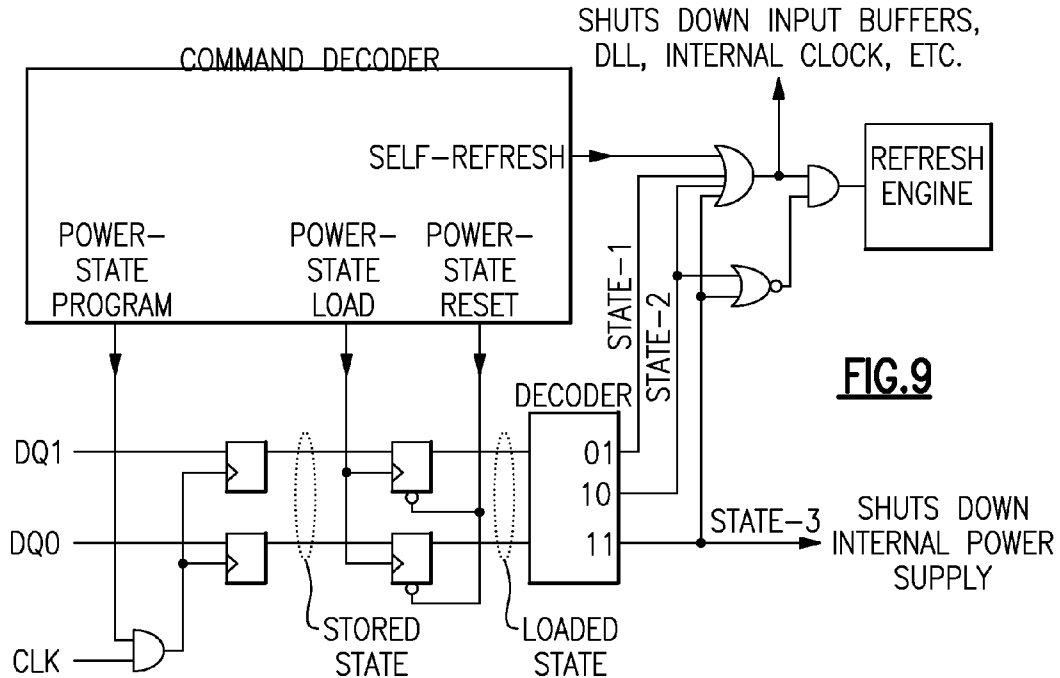 SHUTS DOWN INPUT BUFFERS,
DLL, INTERNAL CLOCK, ETC.
COMMAND DECODER
SELF-REFRESH
REFRESH
ENGINE
POWER-
STATE
PROGRAM
POWER-
STATE
LOAD
POWER-
STATE
RESET
STATE-1
STATE-2
FIG.9
DECODER
DQ1
01
10
DQ0
11
STATE-3
SHUTS DOWN
INTERNAL POWER
SUPPLY
STORED
STATE
LOADED
STATE
CLK